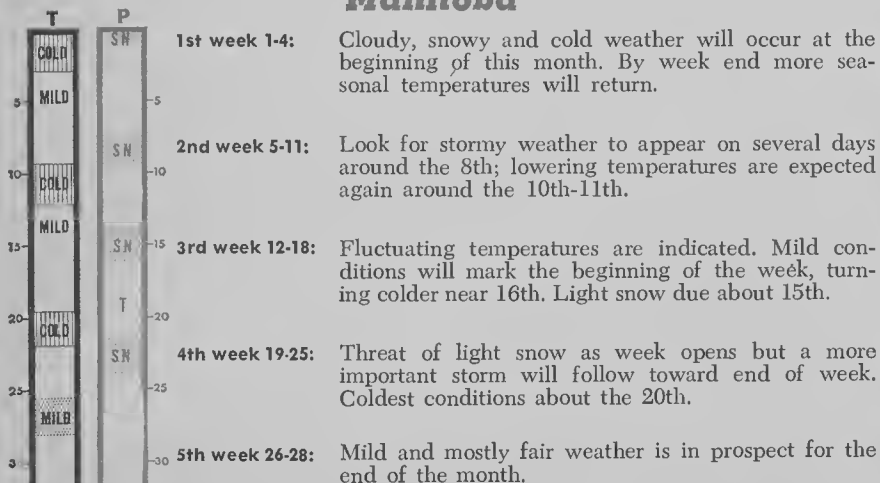 Manitoba
T P
COLD
MILD
COLD
MILD
COLD
MILD
5
10
15
20
25
3
SN
SN
SN
T
SN
5
10
15
20
25
30
1st week 1-4: Cloudy, snowy and cold weather will occur at the
beginning of this month. By week end more sea-
sonal temperatures will return.
2nd week 5-11: Look for stormy weather to appear on several days
around the 8th; lowering temperatures are expected
again around the 10th-11th.
3rd week 12-18: Fluctuating temperatures are indicated. Mild con-
ditions will mark the beginning of the week, turn-
ing colder near 16th. Light snow due about 15th.
4th week 19-25: Threat of light snow as week opens but a more
important storm will follow toward end of week.
Coldest conditions about the 20th.
5th week 26-28: Mild and mostly fair weather is in prospect for the
end of the month.